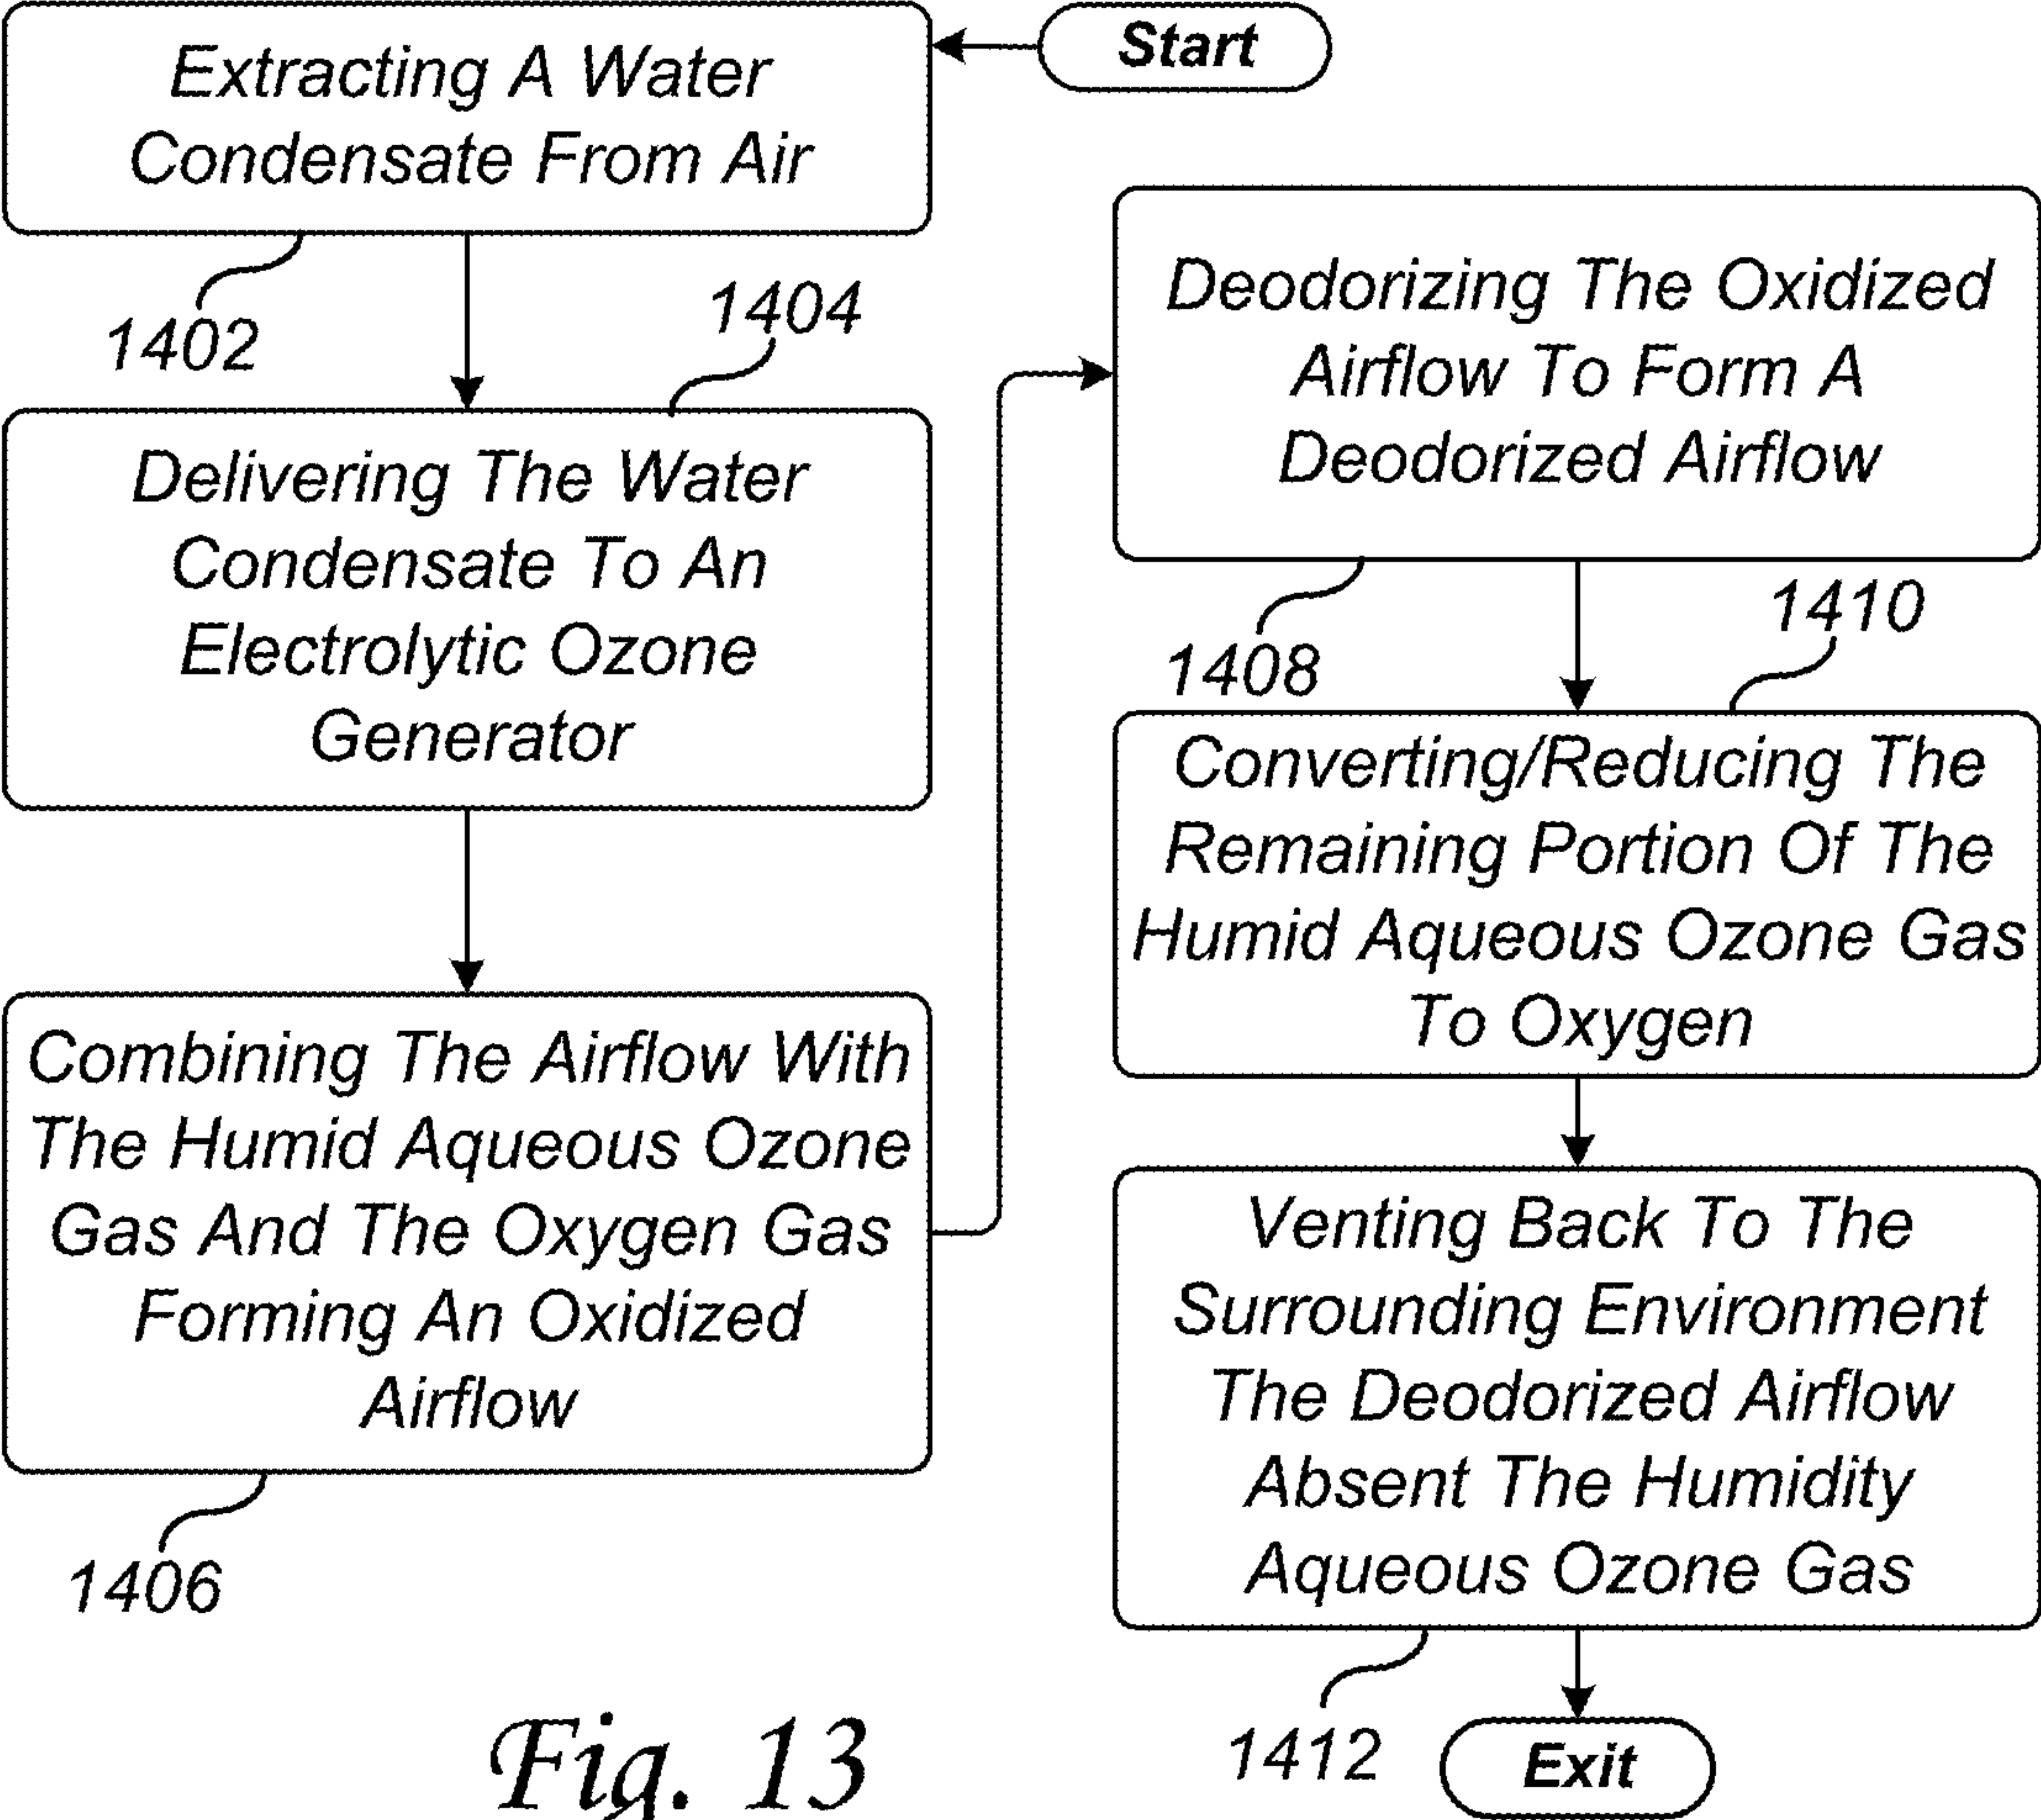 Start
Extracting A Water
Condensate From Air
1402
1404
Delivering The Water
Condensate To An
Electrolytic Ozone
Generator
Combining The Airflow With
The Humid Aqueous Ozone
Gas And The Oxygen Gas
Forming An Oxidized
Airflow
1406
Deodorizing The Oxidized
Airflow To Form A
Deodorized Airflow
1408
1410
Converting/Reducing The
Remaining Portion Of The
Humid Aqueous Ozone Gas
To Oxygen
Venting Back To The
Surrounding Environment
The Deodorized Airflow
Absent The Humidity
Aqueous Ozone Gas
1412
Exit
Fig. 13